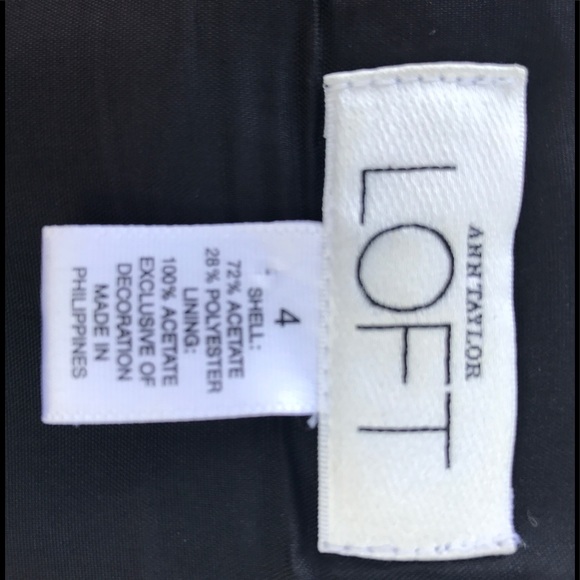 ANN TAYLOR
LOFT
4
SHELL:
72% ACETATE
28% POLYESTER
LINING:
100% ACETATE
EXCLUSIVE OF
DECORATION
MADE IN
PHILIPPINES